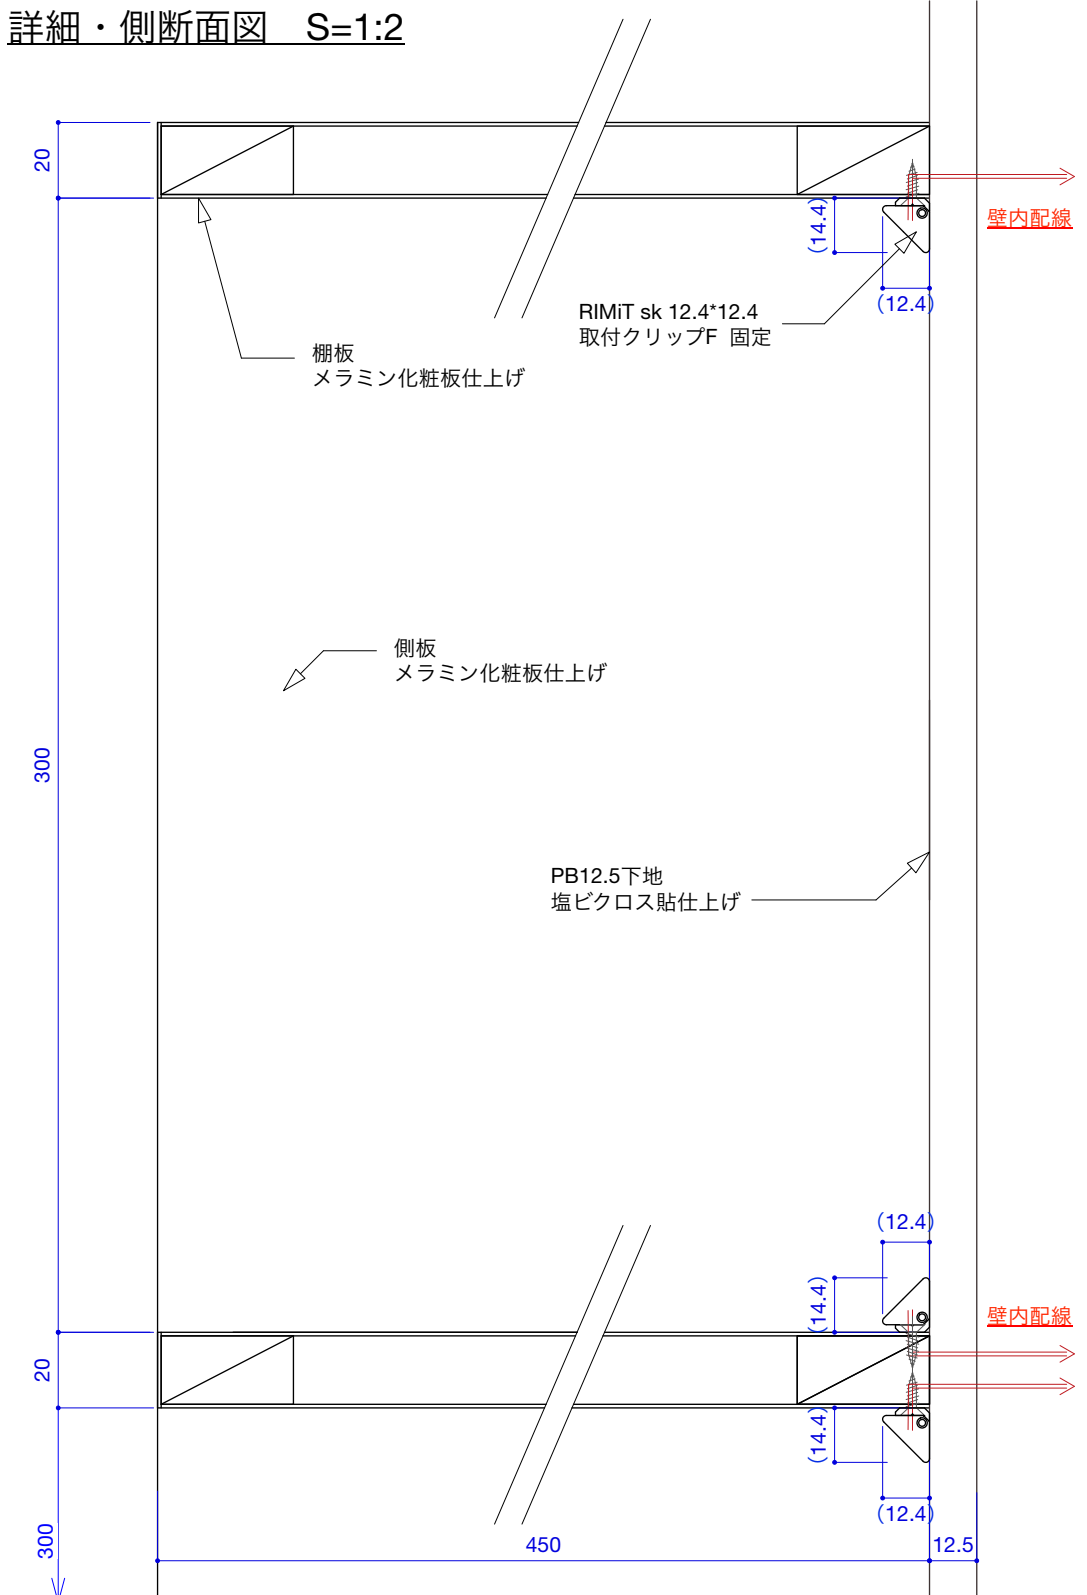 詳細・側断面図　S=1:2
20
(14.4)
壁内配線
(12.4)
RIMiT sk 12.4*12.4
取付クリップF 固定
棚板
メラミン化粧板仕上げ
側板
メラミン化粧板仕上げ
300
PB12.5下地
塩ビクロス貼仕上げ
(12.4)
(14.4)
壁内配線
20
(14.4)
(12.4)
300
450
12.5